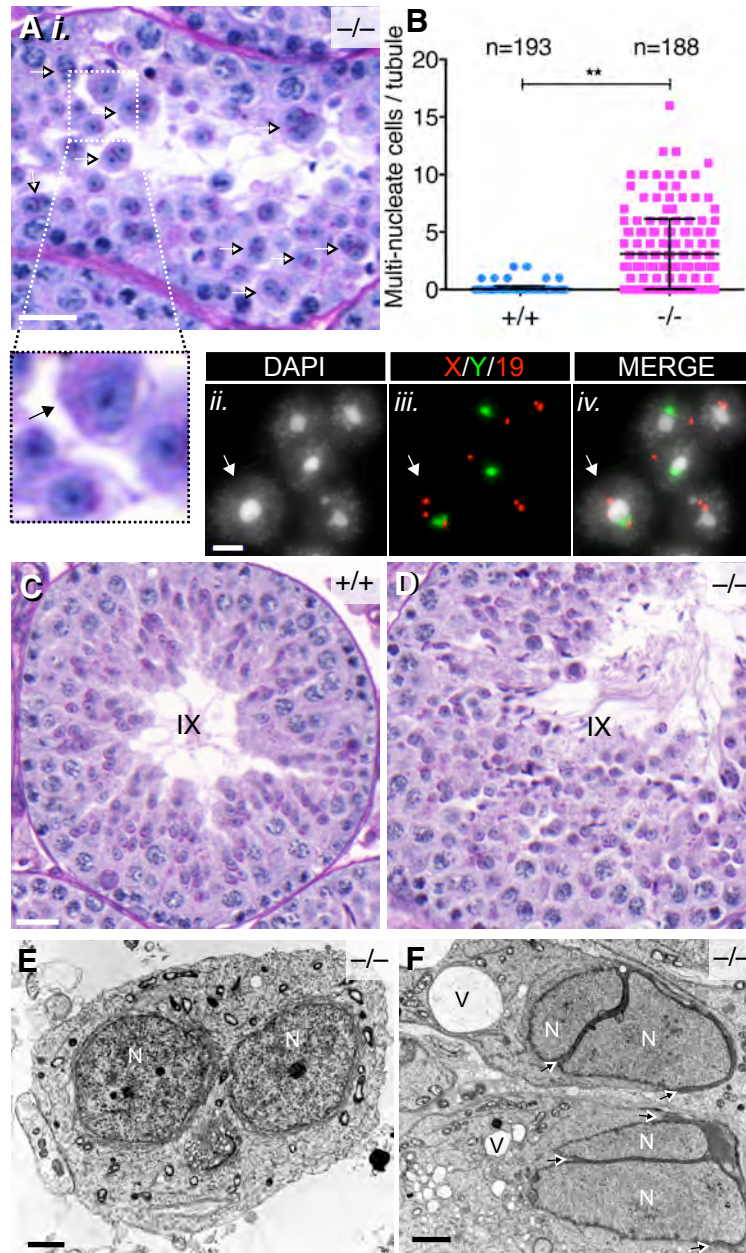 A i.
–/–
B
n=193
n=188
**
Multi-nucleate cells / tubule
20
15
10
5
0
+/+
-/-
DAPI
X/Y/19
MERGE
ii.
iii.
iv.
C
+/+
IX
D
–/–
IX
E
–/–
N
N
F
–/–
V
N
N
V
N
N